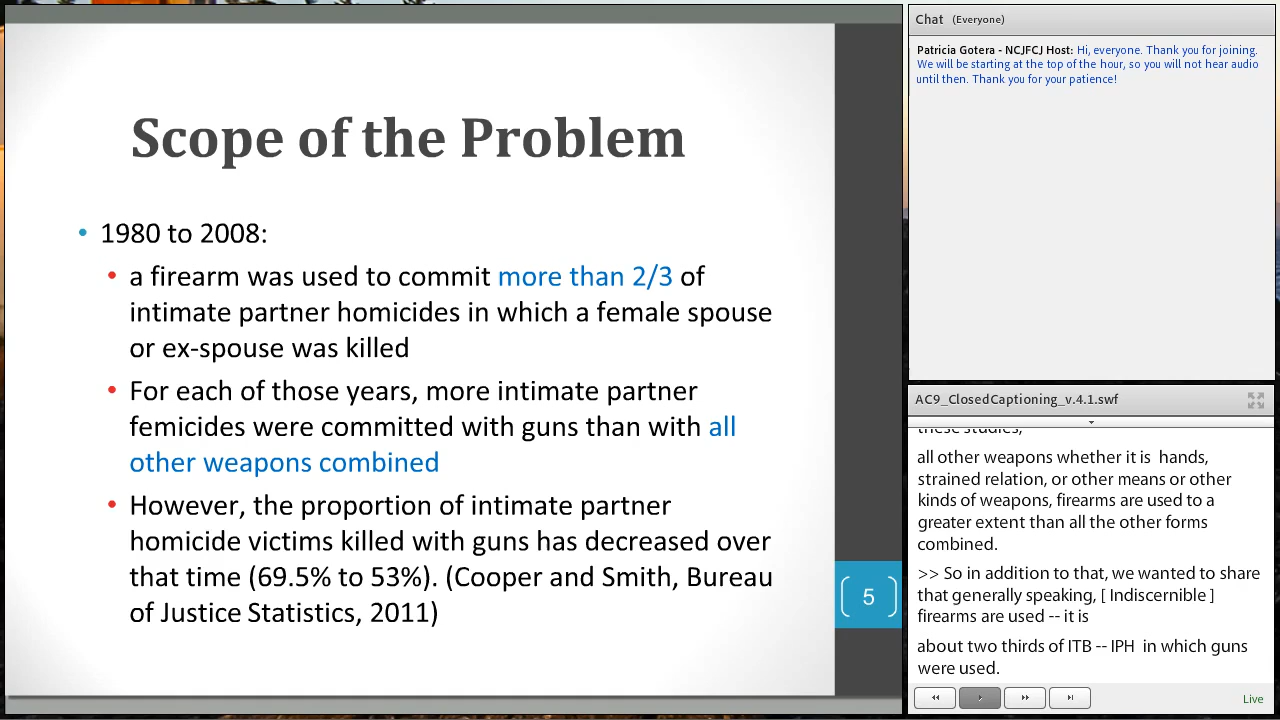 Scope of the Problem
• 1980 to 2008:
• a firearm was used to commit more than 2/3 of
intimate partner homicides in which a female spouse
or ex-spouse was killed
• For each of those years, more intimate partner
femicides were committed with guns than with all
other weapons combined
• However, the proportion of intimate partner
homicide victims killed with guns has decreased over
that time (69.5% to 53%). (Cooper and Smith, Bureau
of Justice Statistics, 2011)
5
Chat (Everyone)
Patricia Gotera - NCJFCJ Host: Hi, everyone. Thank you for joining.
We will be starting at the top of the hour, so you will not hear audio
until then. Thank you for your patience!
AC9_ClosedCaptioning_v.4.1.swf
these studies,
all other weapons whether it is hands,
strained relation, or other means or other
kinds of weapons, firearms are used to a
greater extent than all the other forms
combined.
>> So in addition to that, we wanted to share
that generally speaking, [ Indiscernible ]
firearms are used -- it is
about two thirds of ITB -- IPH in which guns
were used.
Live